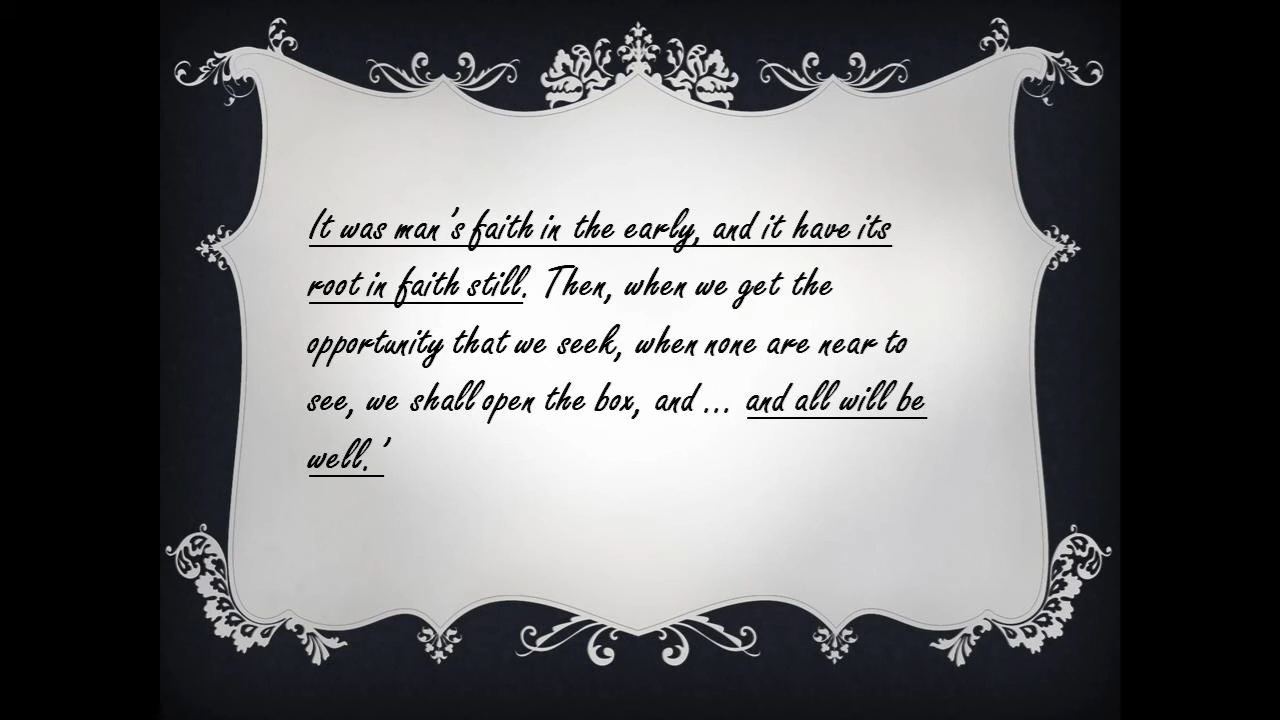 It was man's faith in the early, and it have its
root in faith still. Then, when we get the
opportunity that we seek, when none are near to
see, we shall open the box, and ... and all will be
well.'